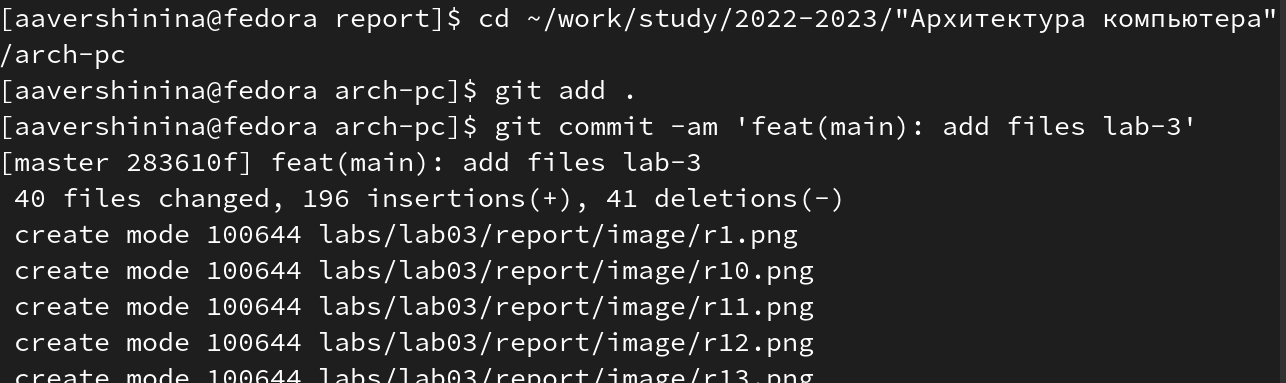 [aavershinina@fedora report]$ cd ~/work/study/2022-2023/"Архитектура компьютера"
/arch-pc
[aavershinina@fedora arch-pc]$ git add .
[aavershinina@fedora arch-pc]$ git commit -am 'feat(main): add files lab-3'
[master 283610f] feat(main): add files lab-3
 40 files changed, 196 insertions(+), 41 deletions(-)
 create mode 100644 labs/lab03/report/image/r1.png
 create mode 100644 labs/lab03/report/image/r10.png
 create mode 100644 labs/lab03/report/image/r11.png
 create mode 100644 labs/lab03/report/image/r12.png
 create mode 100644 labs/lab03/report/image/r13.png